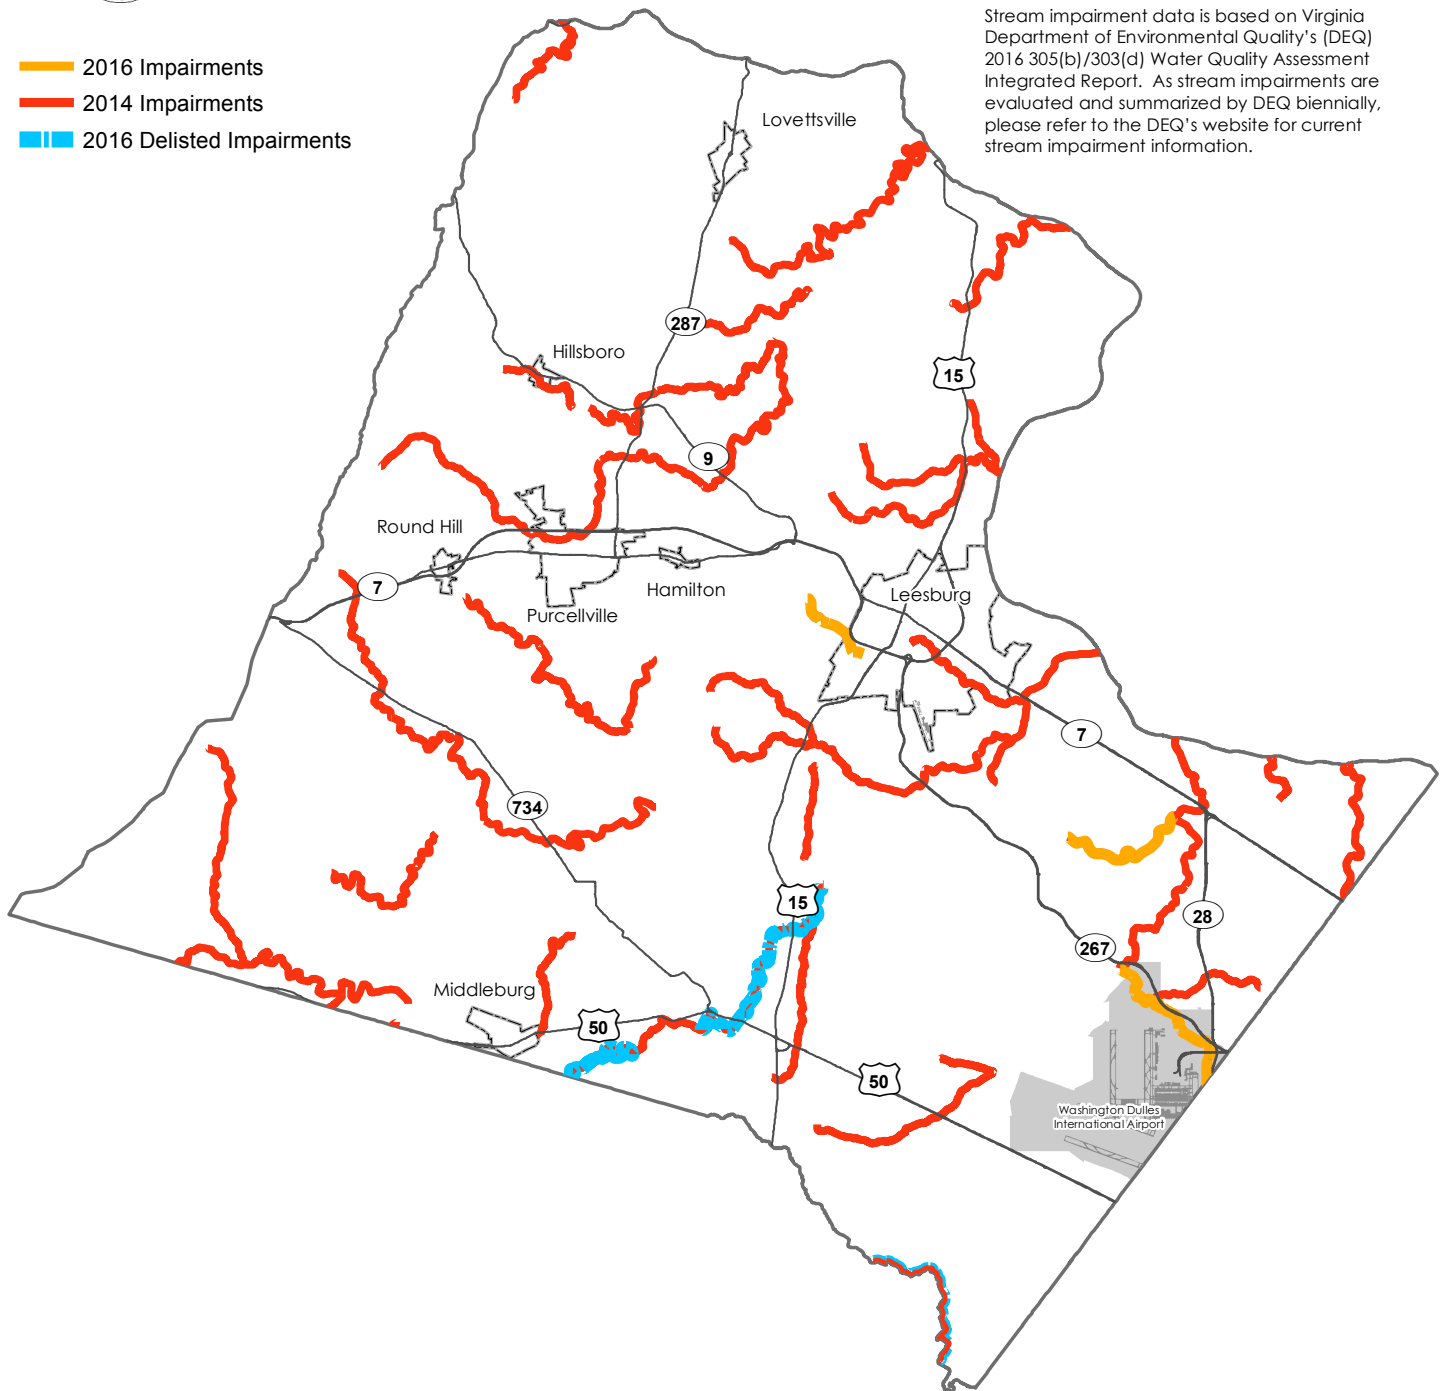 Stream impairment data is based on Virginia
Department of Environmental Quality's (DEQ)
2016 305(b)/303(d) Water Quality Assessment
Integrated Report.  As stream impairments are
evaluated and summarized by DEQ biennially,
please refer to the DEQ's website for current
stream impairment information.
2016 Impairments
2014 Impairments
2016 Delisted Impairments
Lovettsville
287
Hillsboro
15
9
Round Hill
7
Hamilton
Purcellville
Leesburg
7
734
15
28
267
Middleburg
50
50
Washington Dulles
International Airport